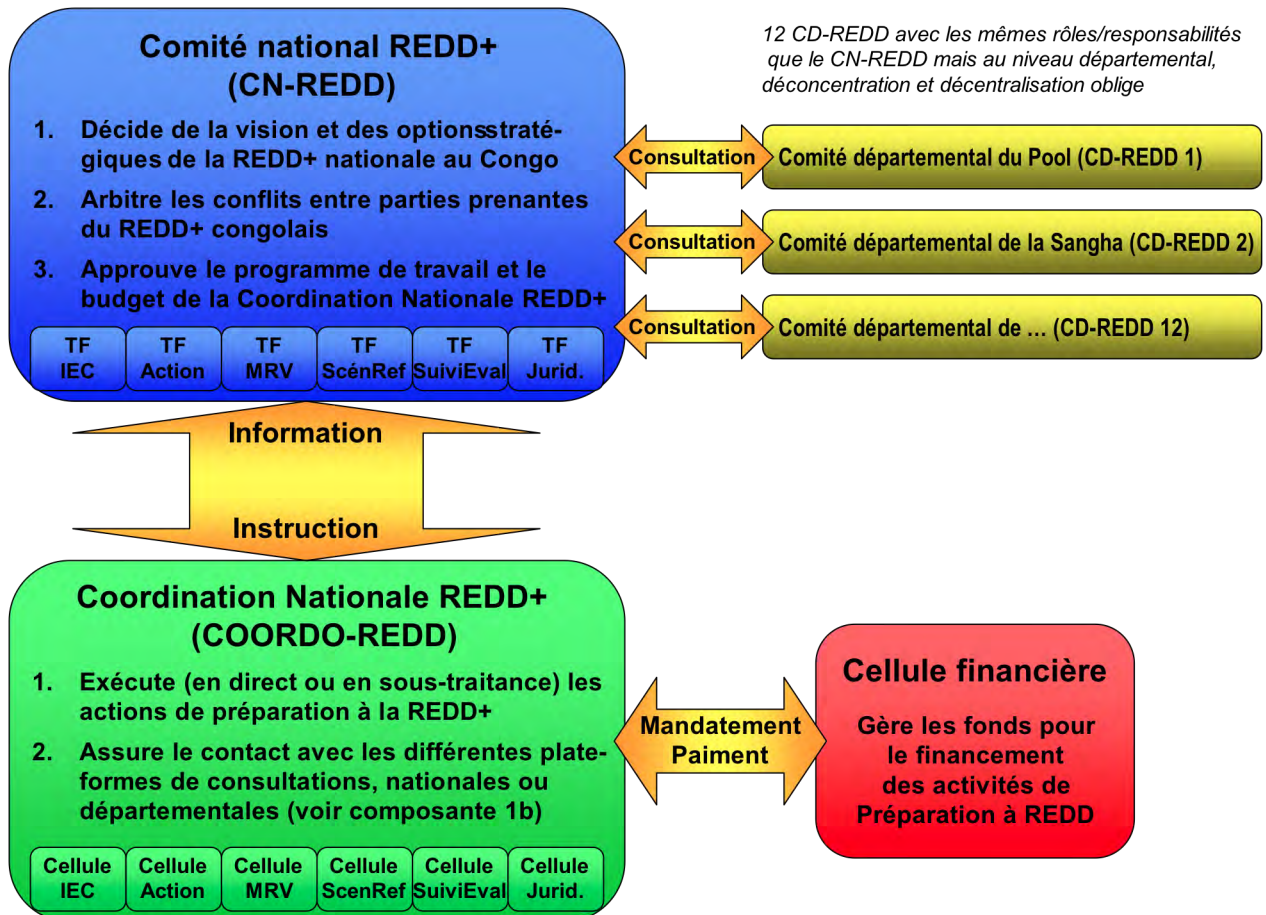 Comité national REDD+
(CN-REDD)
1. Décide de la vision et des optionsstraté-
giques de la REDD+ nationale au Congo
2. Arbitre les conflits entre parties prenantes
du REDD+ congolais
3. Approuve le programme de travail et le
budget de la Coordination Nationale REDD+
TF
IEC
TF
Action
TF
MRV
TF
ScénRef
TF
SuiviEval
TF
Jurid.
12 CD-REDD avec les mêmes rôles/responsabilités
que le CN-REDD mais au niveau départemental,
déconcentration et décentralisation oblige
Consultation
Comité départemental du Pool (CD-REDD 1)
Consultation
Comité départemental de la Sangha (CD-REDD 2)
Consultation
Comité départemental de … (CD-REDD 12)
Information
Instruction
Coordination Nationale REDD+
(COORDO-REDD)
1. Exécute (en direct ou en sous-traitance) les
actions de préparation à la REDD+
2. Assure le contact avec les différentes plate-
formes de consultations, nationales ou
départementales (voir composante 1b)
Cellule
IEC
Cellule
Action
Cellule
MRV
Cellule
ScenRef
Cellule
SuiviEval
Cellule
Jurid.
Mandatement
Paiment
Cellule financière
Gère les fonds pour
le financement
des activités de
Préparation à REDD